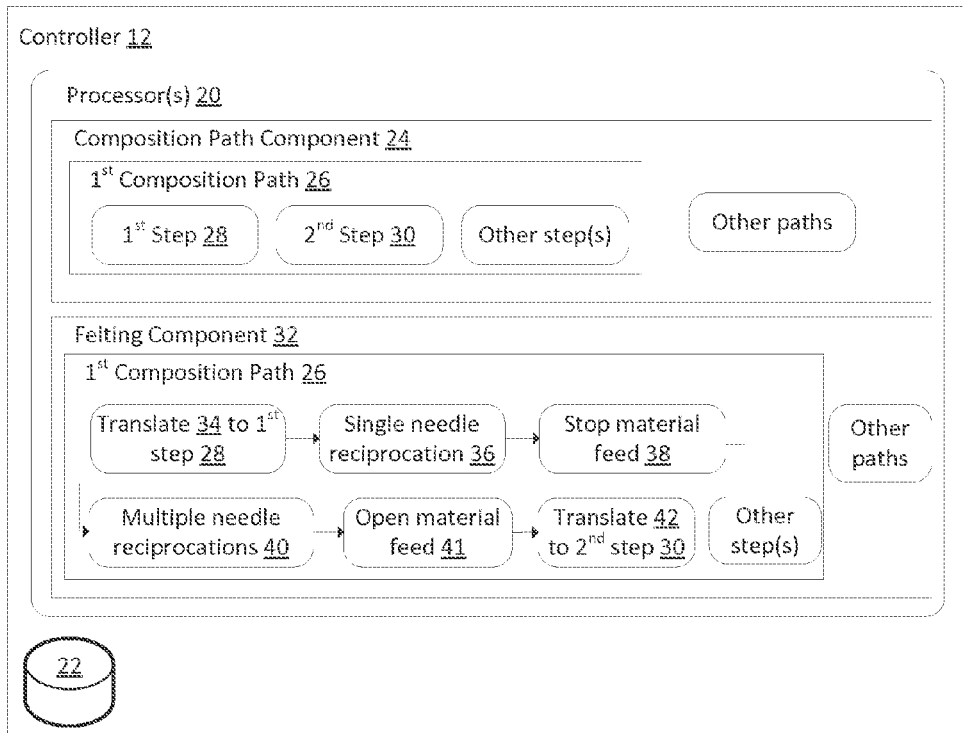 Controller 12
Processor(s) 20
Composition Path Component 24
1st Composition Path 26
1st Step 28
2nd Step 30
Other step(s)
Other paths
Felting Component 32
1st Composition Path 26
Translate 34 to 1st
step 28
Single needle
reciprocation 36
Stop material
feed 38
Other
paths
Multiple needle
reciprocations 40
Open material
feed 41
Translate 42
to 2nd step 30
Other
step(s)
22